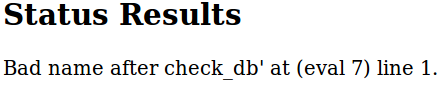 Status Results
Bad name after check_db' at (eval 7) line 1.